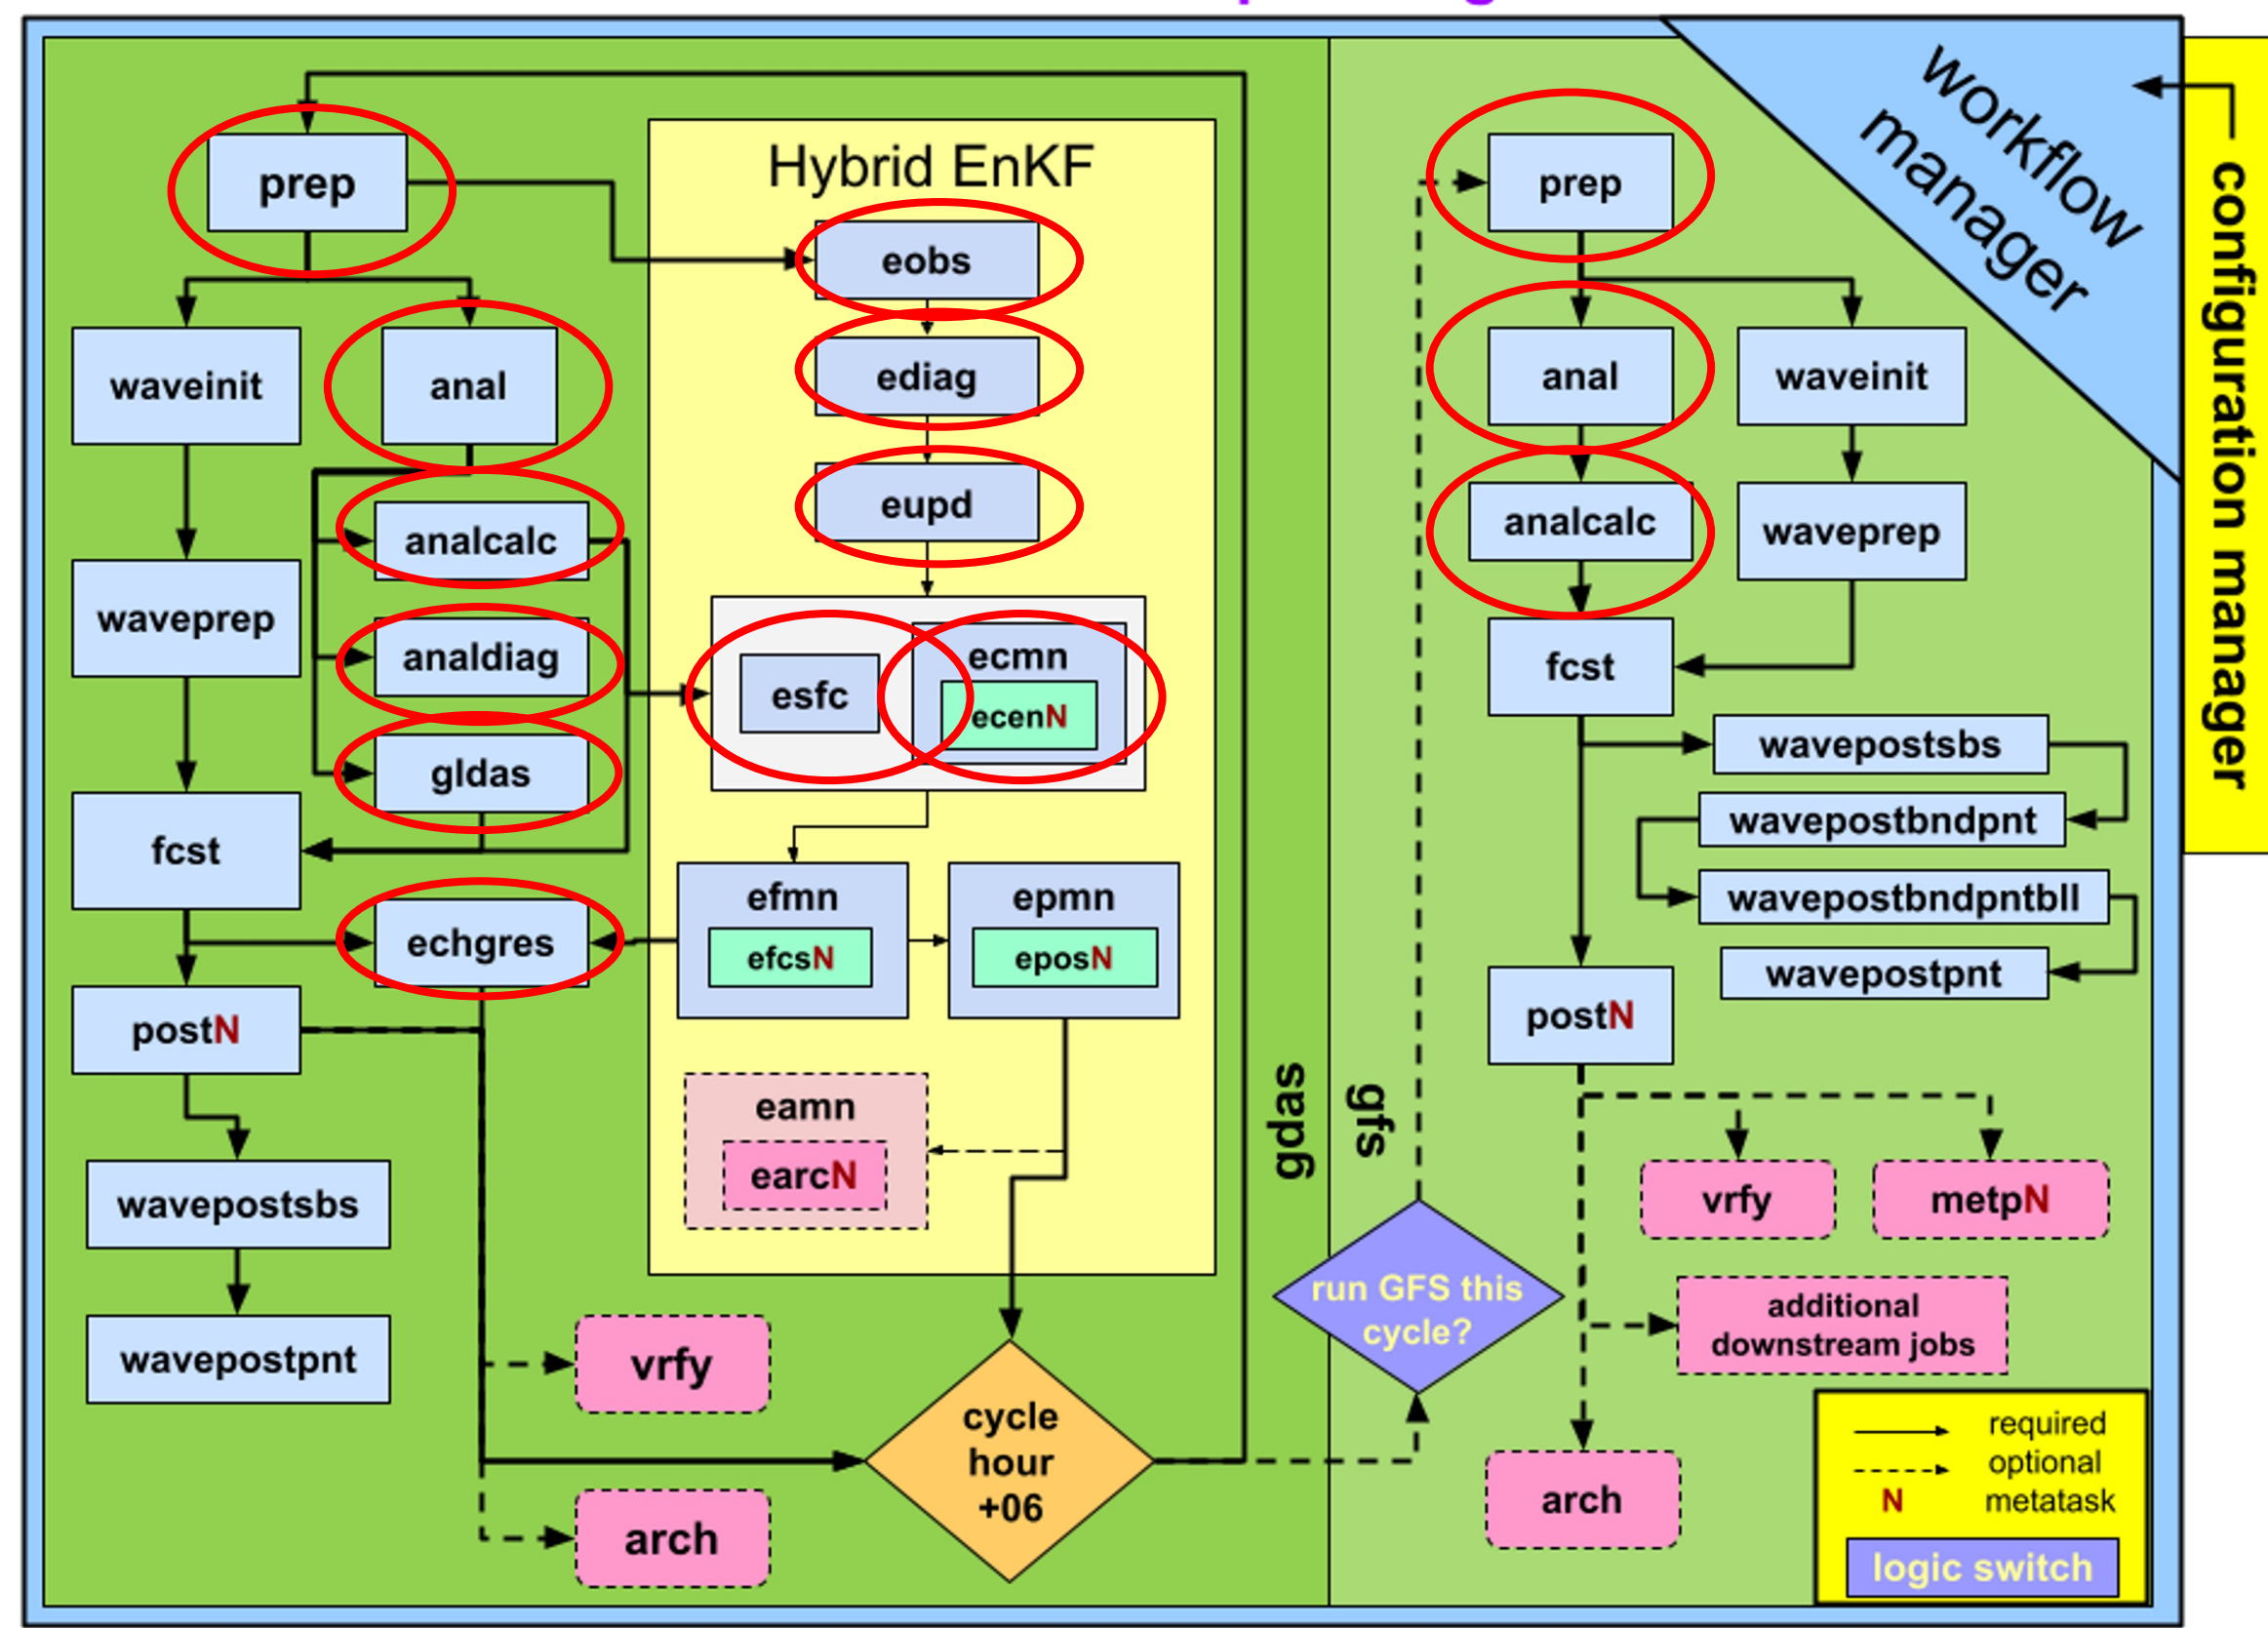 prep
waveinit
anal
analcalc
waveprep
analdiag
gldas
fcst
echgres
postN
wavepostsbs
wavepostpnt
vrfy
arch
Hybrid EnKF
eobs
ediag
eupd
esfc
ecmn
ecenN
efmn
efcsN
epmn
eposN
eamn
earcN
cycle
hour
+06
gdas
gfs
run GFS this
cycle?
prep
anal
waveinit
analcalc
waveprep
fcst
wavepostsbs
wavepostbndpnt
wavepostbndpntbll
wavepostpnt
postN
vrfy
metpN
additional
downstream jobs
arch
workflow
manager
configuration manager
required
optional
N metatask
logic switch